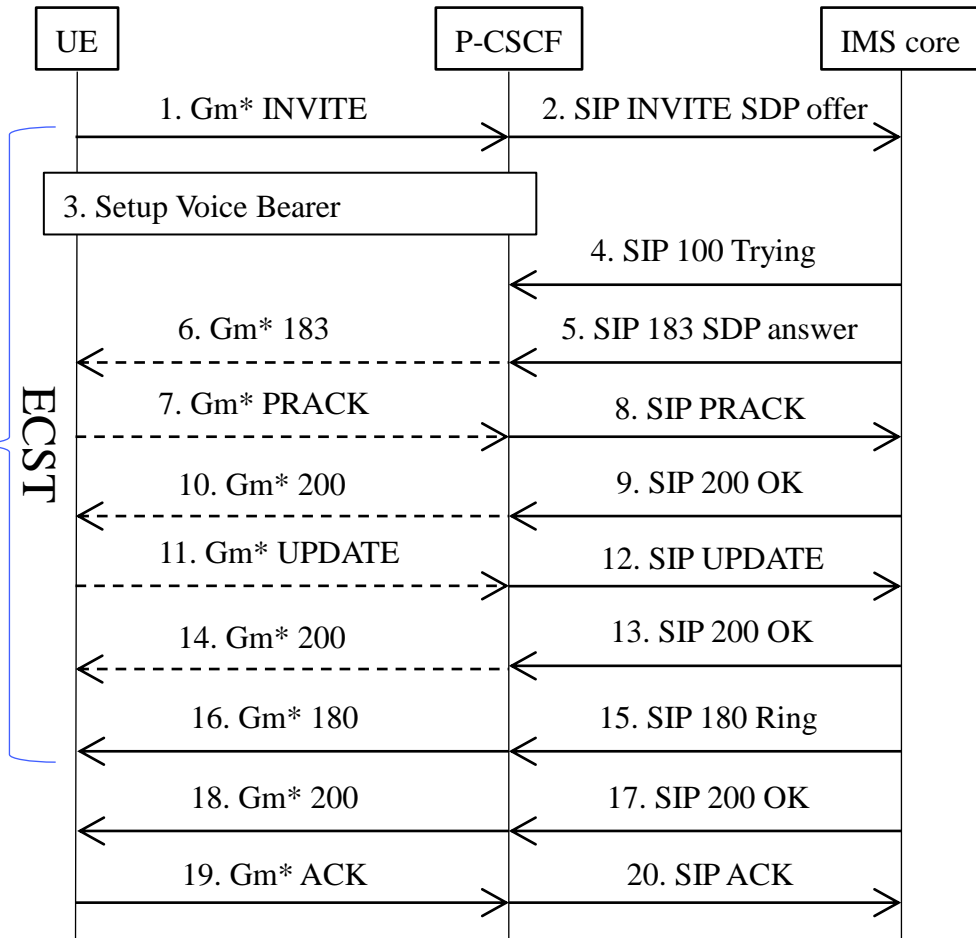 UE
P-CSCF
IMS core
1. Gm* INVITE
2. SIP INVITE SDP offer
3. Setup Voice Bearer
4. SIP 100 Trying
6. Gm* 183
5. SIP 183 SDP answer
7. Gm* PRACK
8. SIP PRACK
ECST
10. Gm* 200
9. SIP 200 OK
11. Gm* UPDATE
12. SIP UPDATE
14. Gm* 200
13. SIP 200 OK
16. Gm* 180
15. SIP 180 Ring
18. Gm* 200
17. SIP 200 OK
19. Gm* ACK
20. SIP ACK